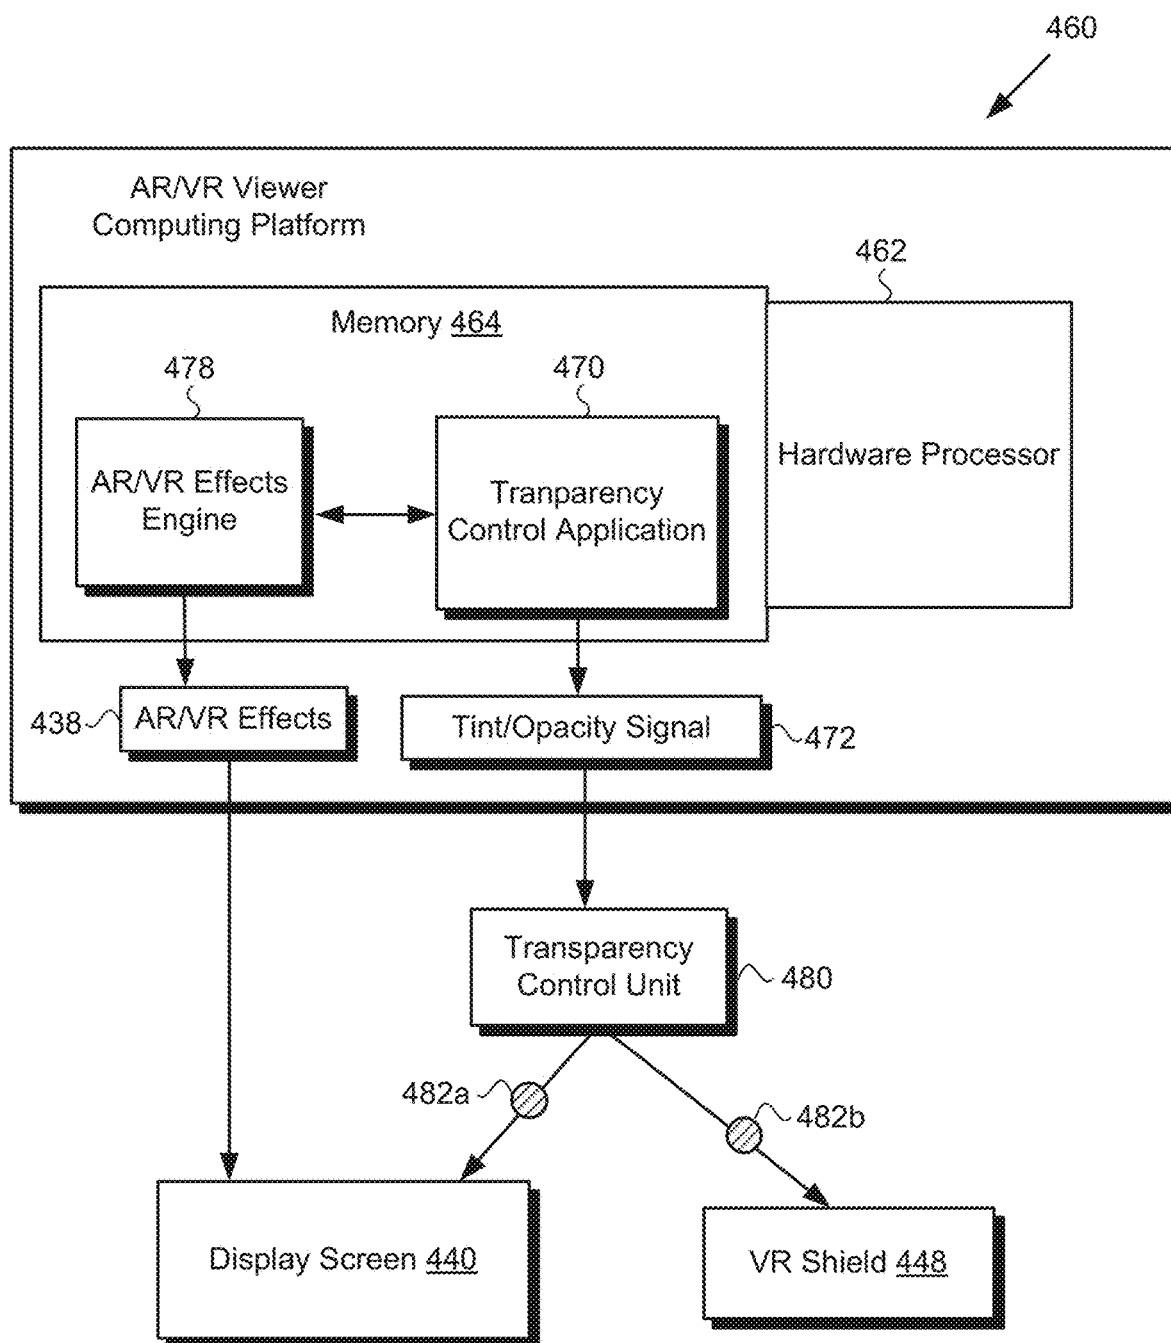 460
AR/VR Viewer
Computing Platform
462
Memory 464
478
470
AR/VR Effects
Engine
Tranparency
Control Application
Hardware Processor
438
AR/VR Effects
Tint/Opacity Signal
472
Transparency
Control Unit
480
482a
482b
Display Screen 440
VR Shield 448